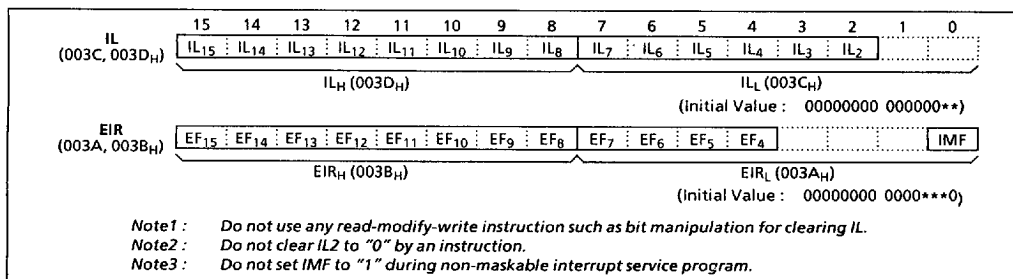 15 14 13 12 11 10 9 8 7 6 5 4 3 2 1 0
IL
(003C, 003DH)
IL15 IL14 IL13 IL12 IL11 IL10 IL9 IL8 IL7 IL6 IL5 IL4 IL3 IL2
ILH (003DH) ILL (003CH)
(Initial Value : 00000000 000000**)
EIR
(003A, 003BH)
EF15 EF14 EF13 EF12 EF11 EF10 EF9 EF8 EF7 EF6 EF5 EF4 IMF
EIRH (003BH) EIRL (003AH)
(Initial Value : 00000000 0000***0)
Note1 : Do not use any read-modify-write instruction such as bit manipulation for clearing IL.
Note2 : Do not clear IL2 to "0" by an instruction.
Note3 : Do not set IMF to "1" during non-maskable interrupt service program.